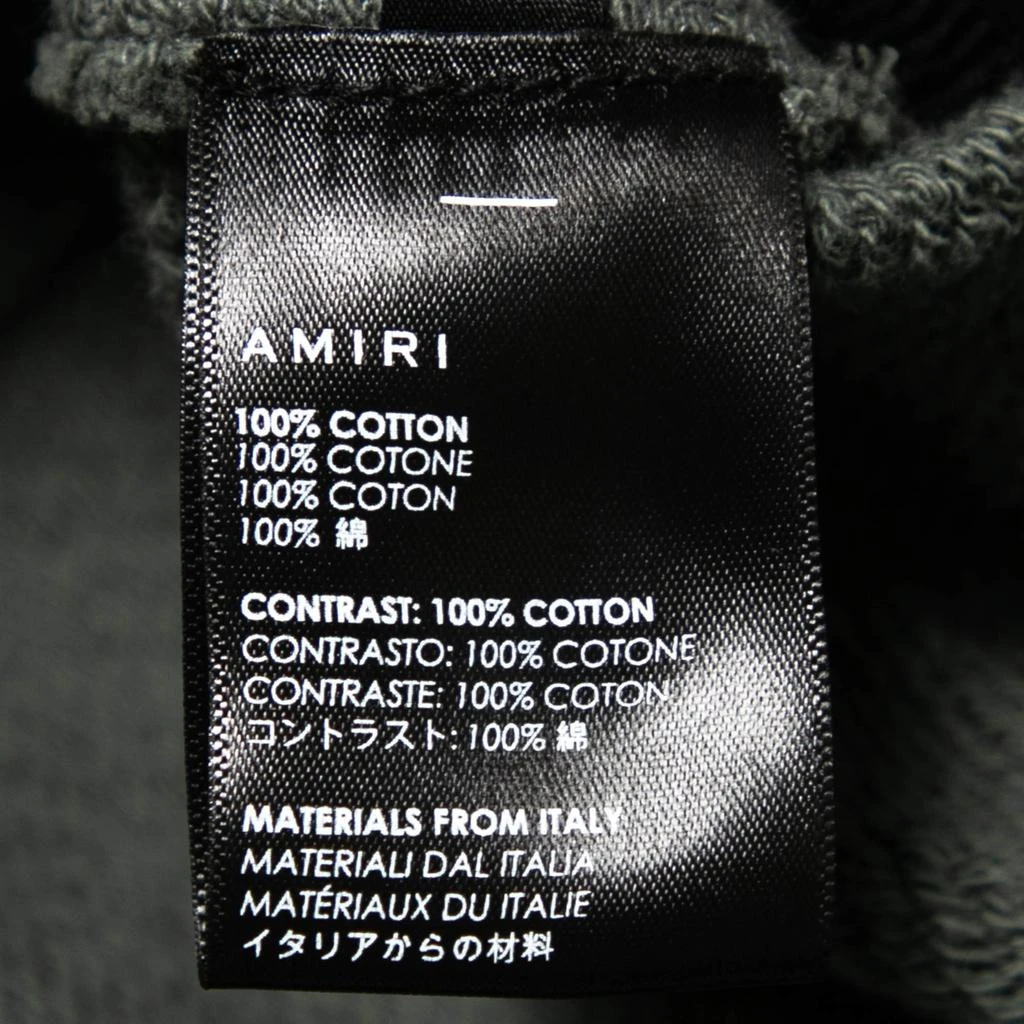 AMIRI
100% COTTON
100% COTONE
100% COTON
100% 綿
CONTRAST: 100% COTTON
CONTRASTO: 100% COTONE
CONTRASTE: 100% COTON
コントラスト: 100% 綿
MATERIALS FROM ITALY
MATERIALI DAL ITALIA
MATÉRIAUX DU ITALIE
イタリアからの材料